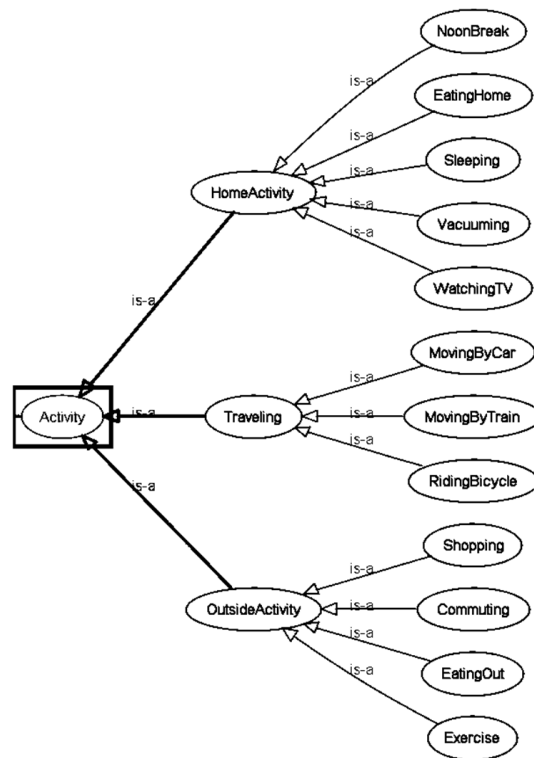 NoonBreak
is-a
EatingHome
is-a
Sleeping
is-a
HomeActivity
is-a
Vacuuming
is-a
WatchingTV
is-a
MovingByCar
is-a
Activity
is-a
Traveling
is-a
MovingByTrain
is-a
RidingBicycle
is-a
Shopping
is-a
OutsideActivity
is-a
Commuting
is-a
EatingOut
is-a
Exercise